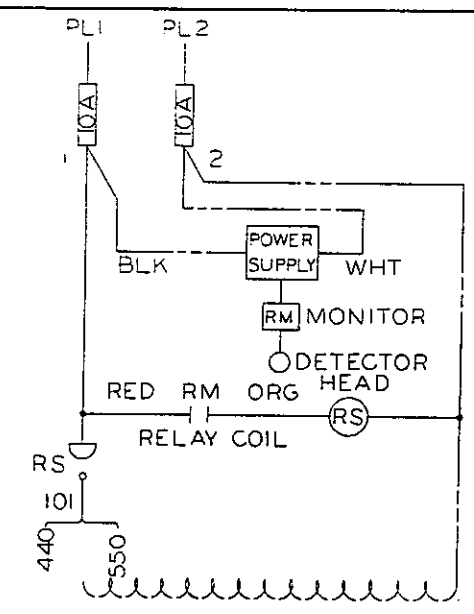 PL1 PL2
10A 10A
1 2
POWER
SUPPLY
BLK WHT
RM MONITOR
DETECTOR
HEAD
RED RM ORG RS
RELAY COIL
RS
101
440 550